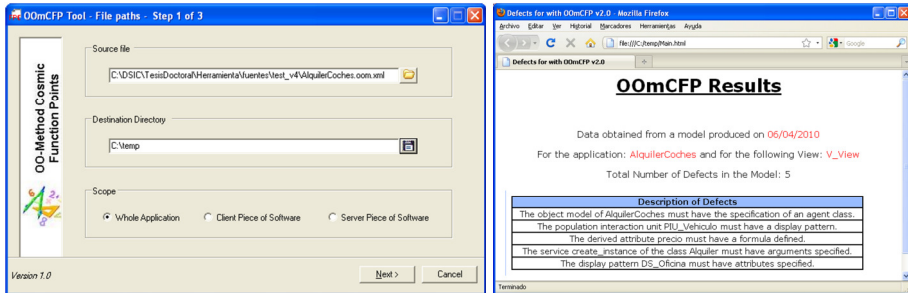 OOmCFP Tool - File paths - Step 1 of 3
OO-Method Cosmic
Function Points
Source file
C:\DSIC\TesisDoctoral\Herramienta\fuentes\test_v4\AlquilerCoches.oom.xml
Destination Directory
C:\temp
Scope
Whole Application
Client Piece of Software
Server Piece of Software
Version 1.0
Next >
Cancel
Defects for with OOmCFP v2.0 - Mozilla Firefox
Archivo Editar Ver Historial Marcadores Herramientas Ayuda
file:///C:/temp/Main.html
Google
Defects for with OOmCFP v2.0
OOmCFP Results
Data obtained from a model produced on 06/04/2010
For the application: AlquilerCoches and for the following View: V_View
Total Number of Defects in the Model: 5
Description of Defects
The object model of AlquilerCoches must have the specification of an agent class.
The population interaction unit PIU_Vehiculo must have a display pattern.
The derived attribute precio must have a formula defined.
The service create_instance of the class Alquiler must have arguments specified.
The display pattern DS_Oficina must have attributes specified.
Terminado